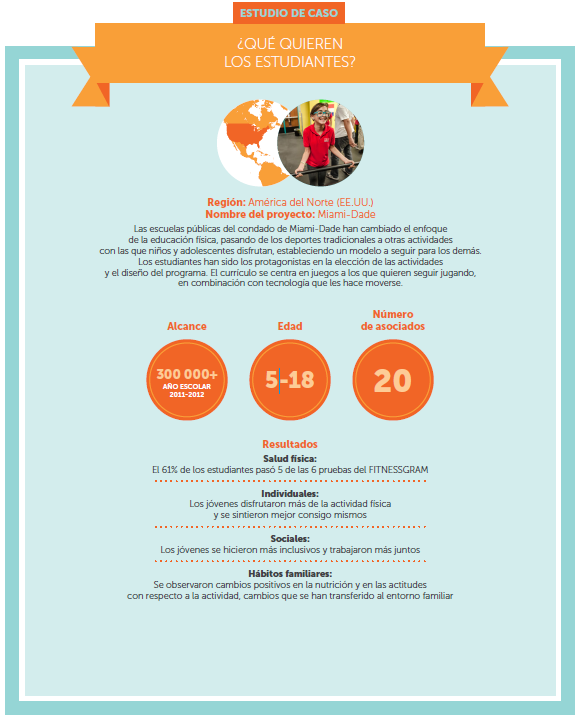 ESTUDIO DE CASO
¿QUÉ QUIEREN
LOS ESTUDIANTES?
Región: América del Norte (EE.UU.)
Nombre del proyecto: Miami-Dade
Las escuelas públicas del condado de Miami-Dade han cambiado el enfoque
de la educación física, pasando de los deportes tradicionales a otras actividades
con las que niños y adolescentes disfrutan, estableciendo un modelo a seguir para los demás.
Los estudiantes han sido los protagonistas en la elección de las actividades
y el diseño del programa. El currículo se centra en juegos a los que quieren seguir jugando,
en combinación con tecnología que les hace moverse.
Alcance
300 000+
AÑO ESCOLAR
2011-2012
Edad
5-18
Número
de asociados
20
Resultados
Salud física:
El 61% de los estudiantes pasó 5 de las 6 pruebas del FITNESSGRAM
Individuales:
Los jóvenes disfrutaron más de la actividad física
y se sintieron mejor consigo mismos
Sociales:
Los jóvenes se hicieron más inclusivos y trabajaron más juntos
Hábitos familiares:
Se observaron cambios positivos en la nutrición y en las actitudes
con respecto a la actividad, cambios que se han transferido al entorno familiar